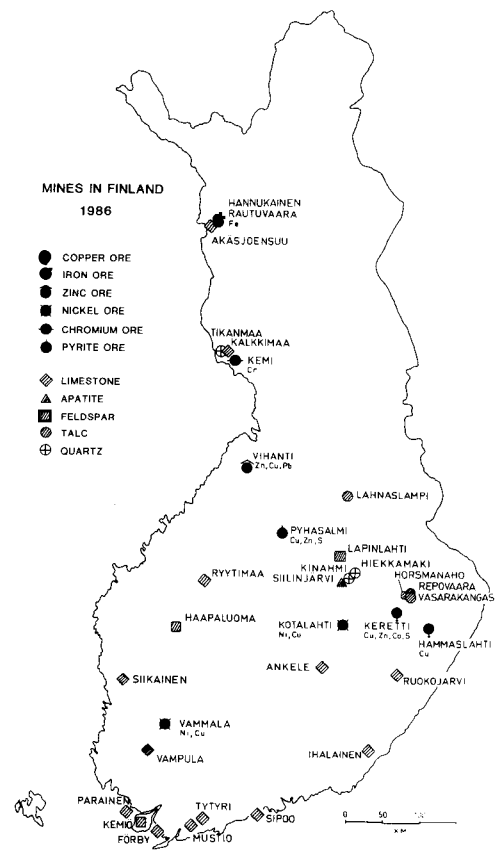 MINES IN FINLAND
1986
COPPER ORE
IRON ORE
ZINC ORE
NICKEL ORE
CHROMIUM ORE
PYRITE ORE
LIMESTONE
APATITE
FELDSPAR
TALC
QUARTZ
HANNUKAINEN
RAUTUVAARA
Fe
ÄKÄSJOENSUU
TIKANMAA
KALKKIMAA
KEMI
Cr
VIHANTI
Zn, Cu, Pb
LAHNASLAMPI
PYHASALMI
Cu, Zn, S
LAPINLAHTI
KINAHMI
HIEKKAMAKI
SIILINJARVI
HORSMANAHO
REPOVAARA
VASARAKANGAS
RYYTIMAA
HAAPALUOMA
KOTALAHTI
Ni, Cu
KERETTI
Cu, Zn, Co, S
HAMMASLAHTI
Cu
ANKELE
RUOKOJARVI
SIIKAINEN
VAMMALA
Ni, Cu
VAMPULA
IHALAINEN
PARAINEN
KEMIO
FORBY
TYTYRI
MUSTIO
SIPOO
0 50
KM